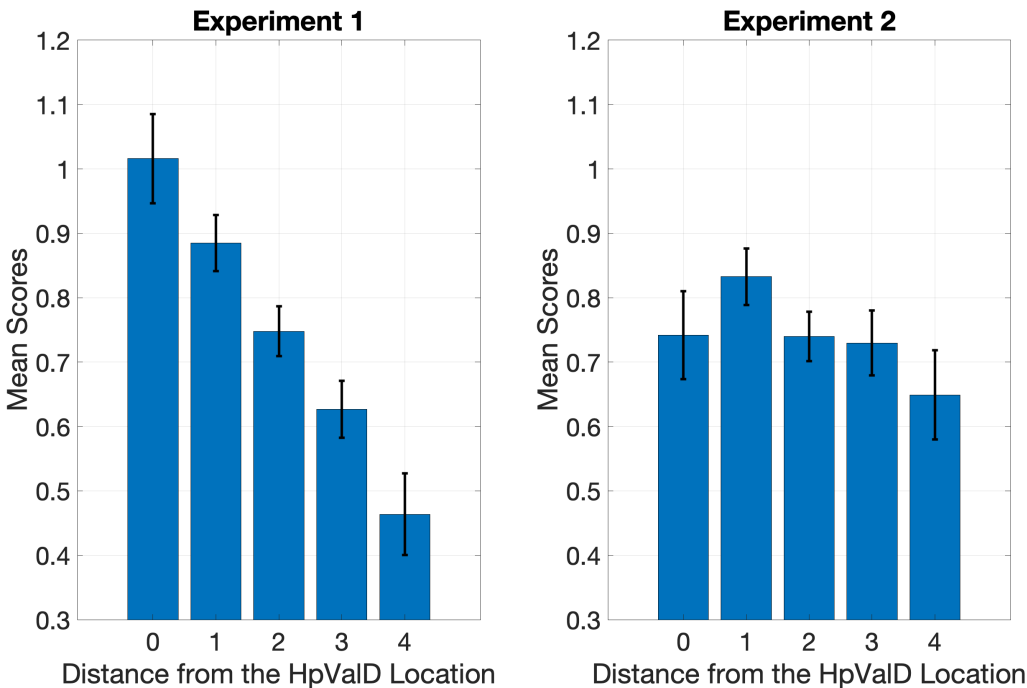 Experiment 1
1.2
1.1
1
0.9
0.8
0.7
0.6
0.5
0.4
0.3
Mean Scores
0 1 2 3 4
Distance from the HpValD Location
Experiment 2
1.2
1.1
1
0.9
0.8
0.7
0.6
0.5
0.4
0.3
Mean Scores
0 1 2 3 4
Distance from the HpValD Location